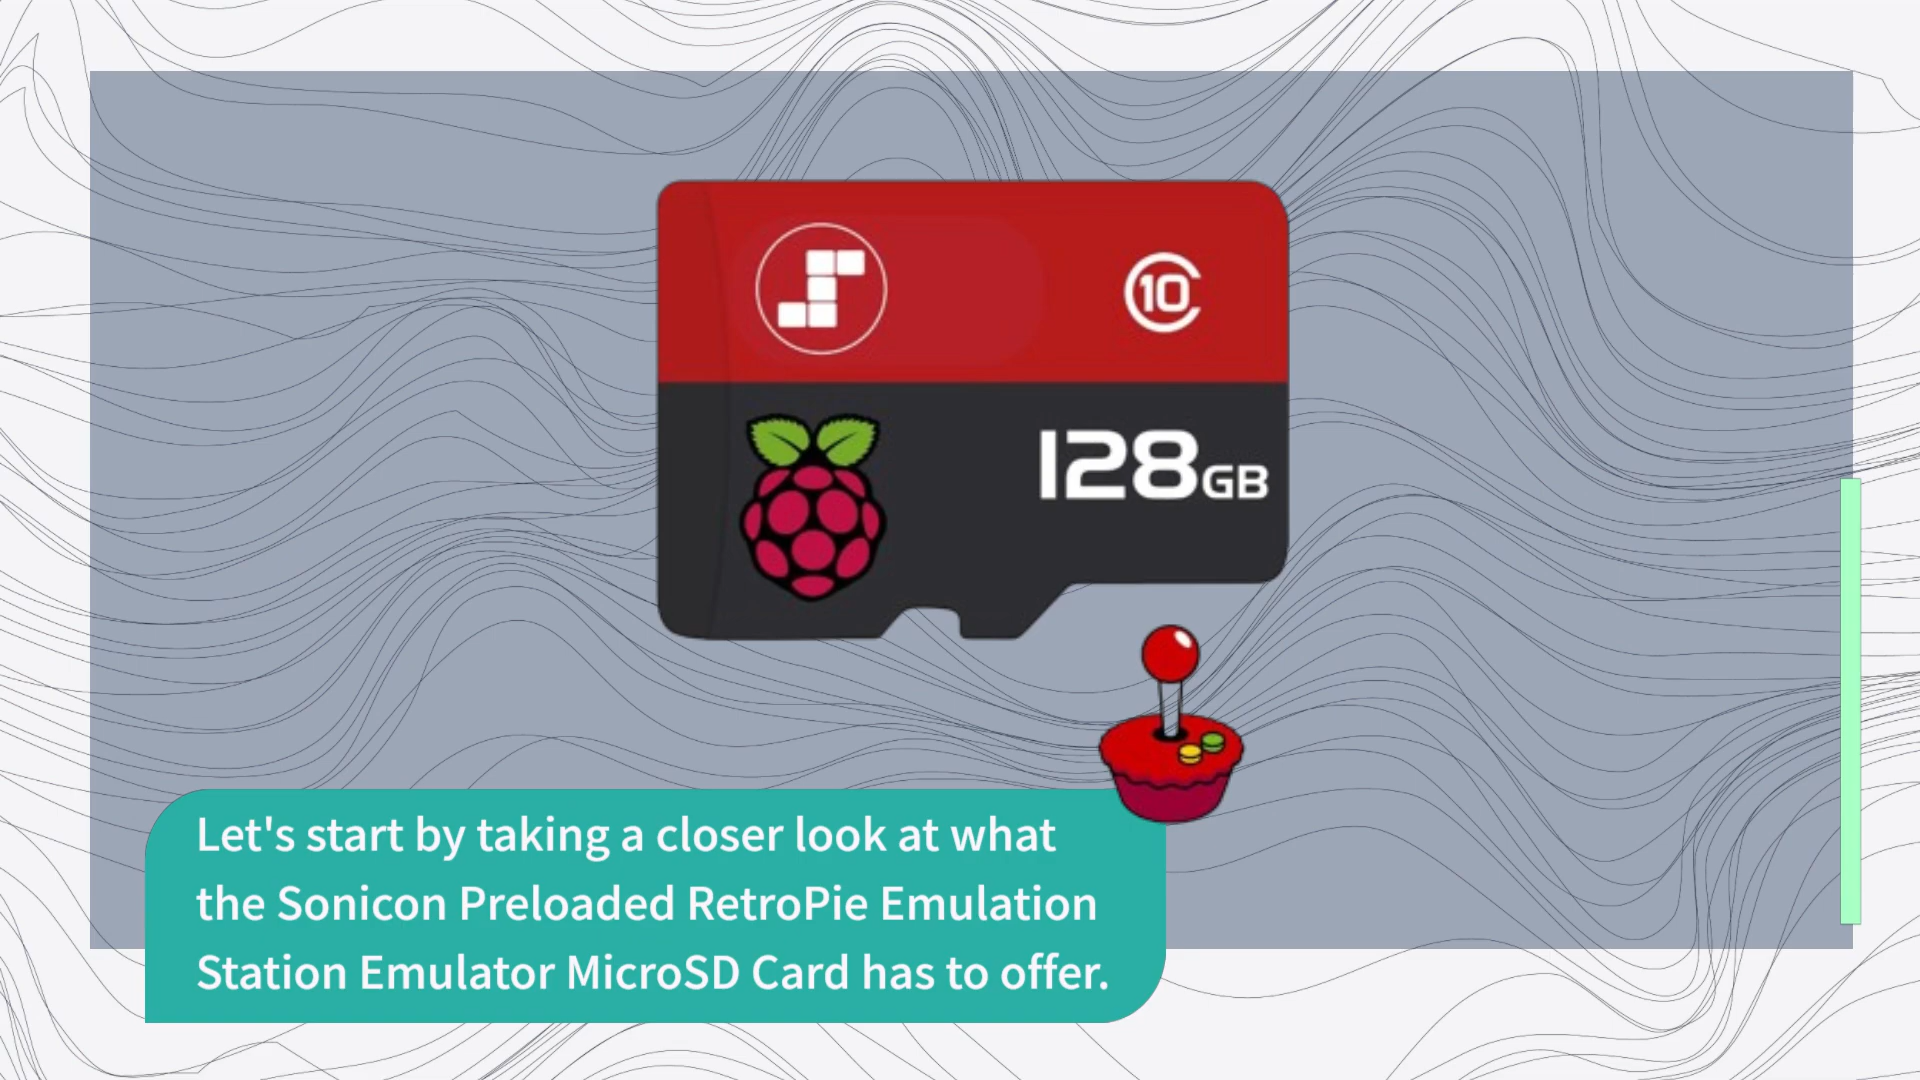 10
128GB
Let's start by taking a closer look at what
the Sonicon Preloaded RetroPie Emulation
Station Emulator MicroSD Card has to offer.